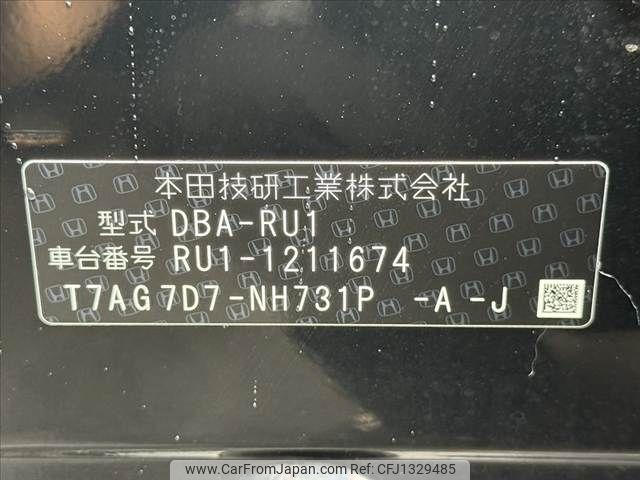 本田技研工業株式会社
型式 DBA-RU1
車台番号 RU1-1211674
T7AG7D7-NH731P -A -J
www.CarFromJapan.com | CFJ1329485